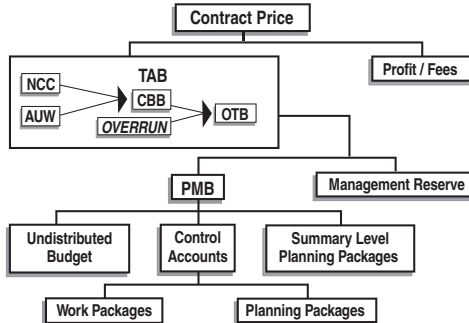 Contract Price
TAB
Profit / Fees
NCC
CBB
AUW
OVERRUN
OTB
PMB
Management Reserve
Undistributed
Budget
Control
Accounts
Summary Level
Planning Packages
Work Packages
Planning Packages